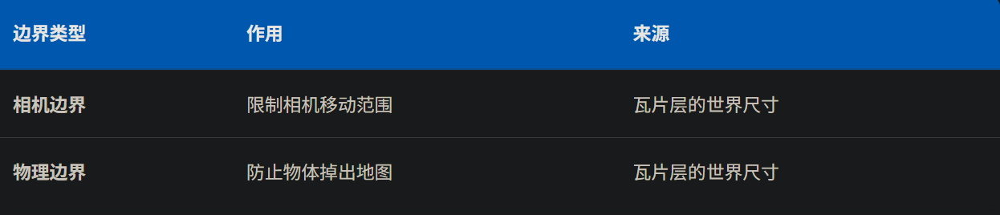 边界类型 作用 来源
相机边界 限制相机移动范围 瓦片层的世界尺寸
物理边界 防止物体掉出地图 瓦片层的世界尺寸